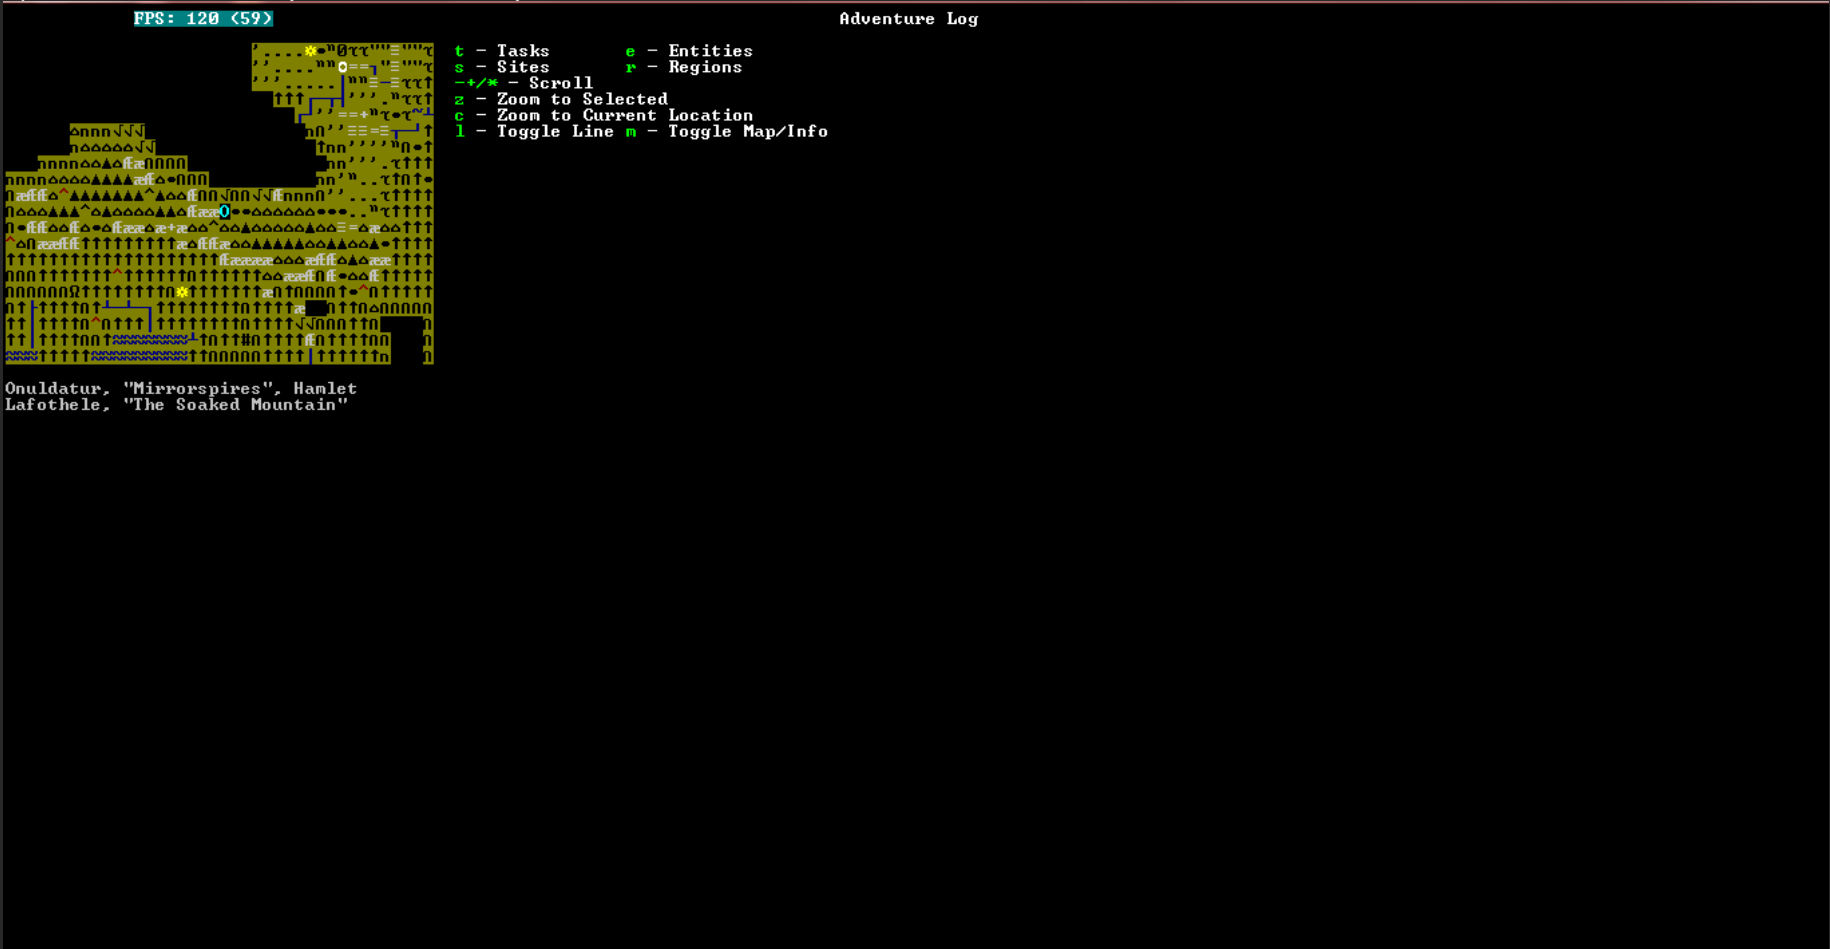 FPS: 120 (59)
Adventure Log
t - Tasks e - Entities
s - Sites r - Regions
-+/* - Scroll
z - Zoom to Selected
c - Zoom to Current Location
l - Toggle Line m - Toggle Map/Info
Onuldatur, "Mirrorspires", Hamlet
Lafothele, "The Soaked Mountain"